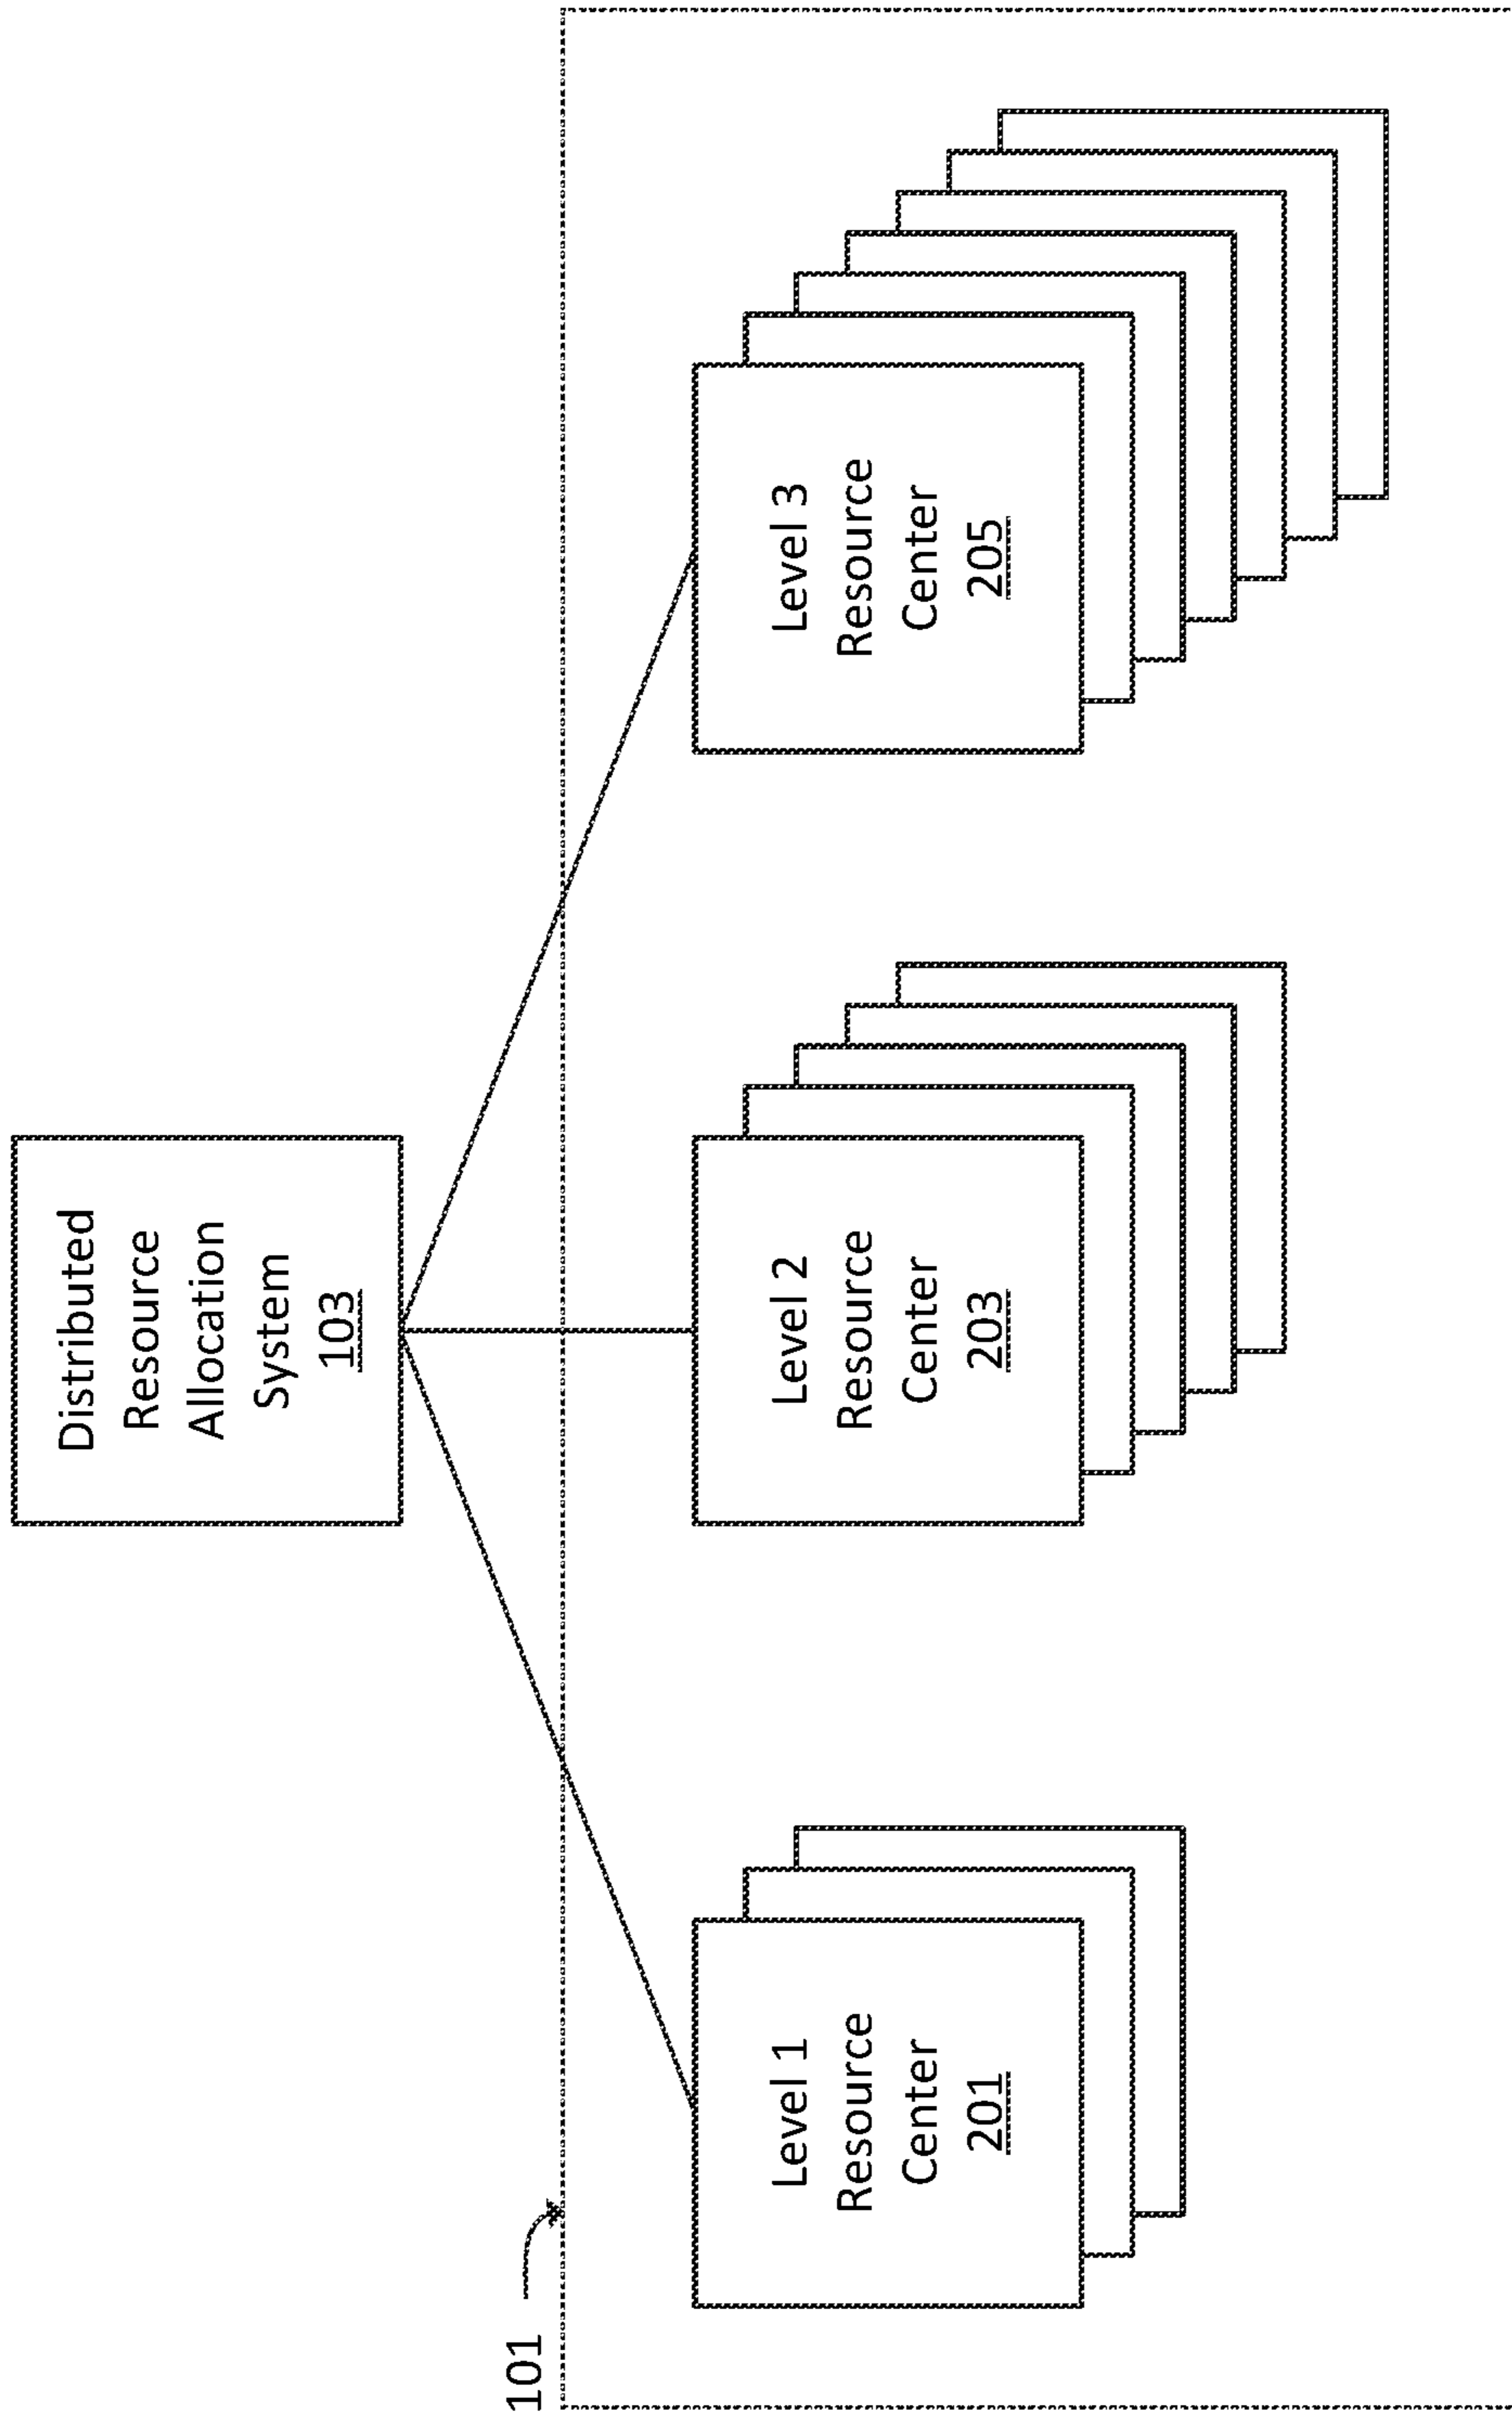 Distributed
Resource
Allocation
System
103
101
Level 1
Resource
Center
201
Level 2
Resource
Center
203
Level 3
Resource
Center
205